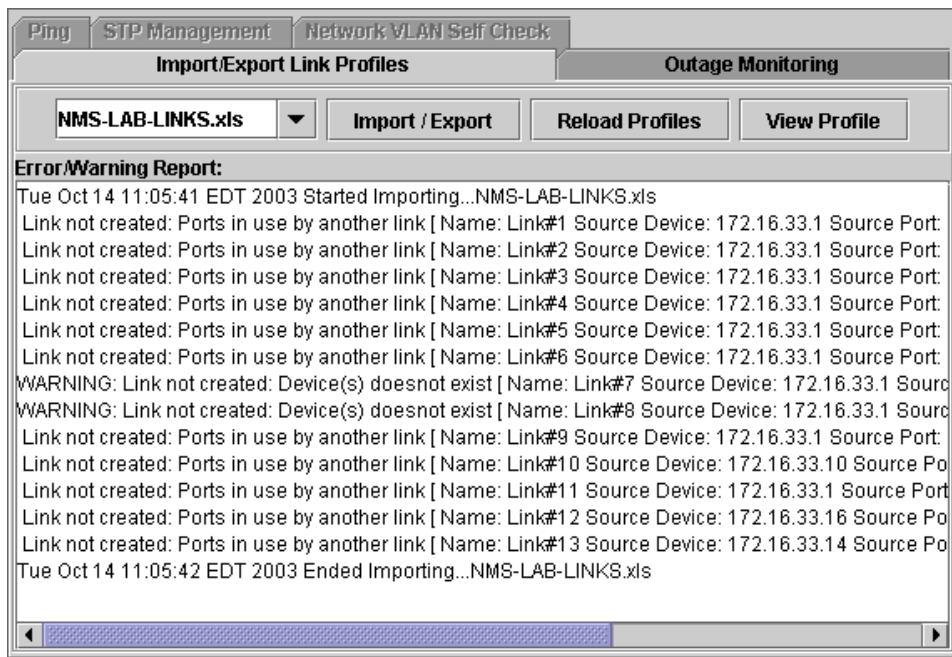 Ping STP Management Network VLAN Self Check
Import/Export Link Profiles Outage Monitoring
NMS-LAB-LINKS.xls Import / Export Reload Profiles View Profile
Error/Warning Report:
Tue Oct 14 11:05:41 EDT 2003 Started Importing...NMS-LAB-LINKS.xls
Link not created: Ports in use by another link [ Name: Link#1 Source Device: 172.16.33.1 Source Port:
Link not created: Ports in use by another link [ Name: Link#2 Source Device: 172.16.33.1 Source Port:
Link not created: Ports in use by another link [ Name: Link#3 Source Device: 172.16.33.1 Source Port:
Link not created: Ports in use by another link [ Name: Link#4 Source Device: 172.16.33.1 Source Port:
Link not created: Ports in use by another link [ Name: Link#5 Source Device: 172.16.33.1 Source Port:
Link not created: Ports in use by another link [ Name: Link#6 Source Device: 172.16.33.1 Source Port:
WARNING: Link not created: Device(s) doesnot exist [ Name: Link#7 Source Device: 172.16.33.1 Sourc
WARNING: Link not created: Device(s) doesnot exist [ Name: Link#8 Source Device: 172.16.33.1 Sourc
Link not created: Ports in use by another link [ Name: Link#9 Source Device: 172.16.33.1 Source Port:
Link not created: Ports in use by another link [ Name: Link#10 Source Device: 172.16.33.10 Source Po
Link not created: Ports in use by another link [ Name: Link#11 Source Device: 172.16.33.1 Source Port
Link not created: Ports in use by another link [ Name: Link#12 Source Device: 172.16.33.16 Source Po
Link not created: Ports in use by another link [ Name: Link#13 Source Device: 172.16.33.14 Source Po
Tue Oct 14 11:05:42 EDT 2003 Ended Importing...NMS-LAB-LINKS.xls